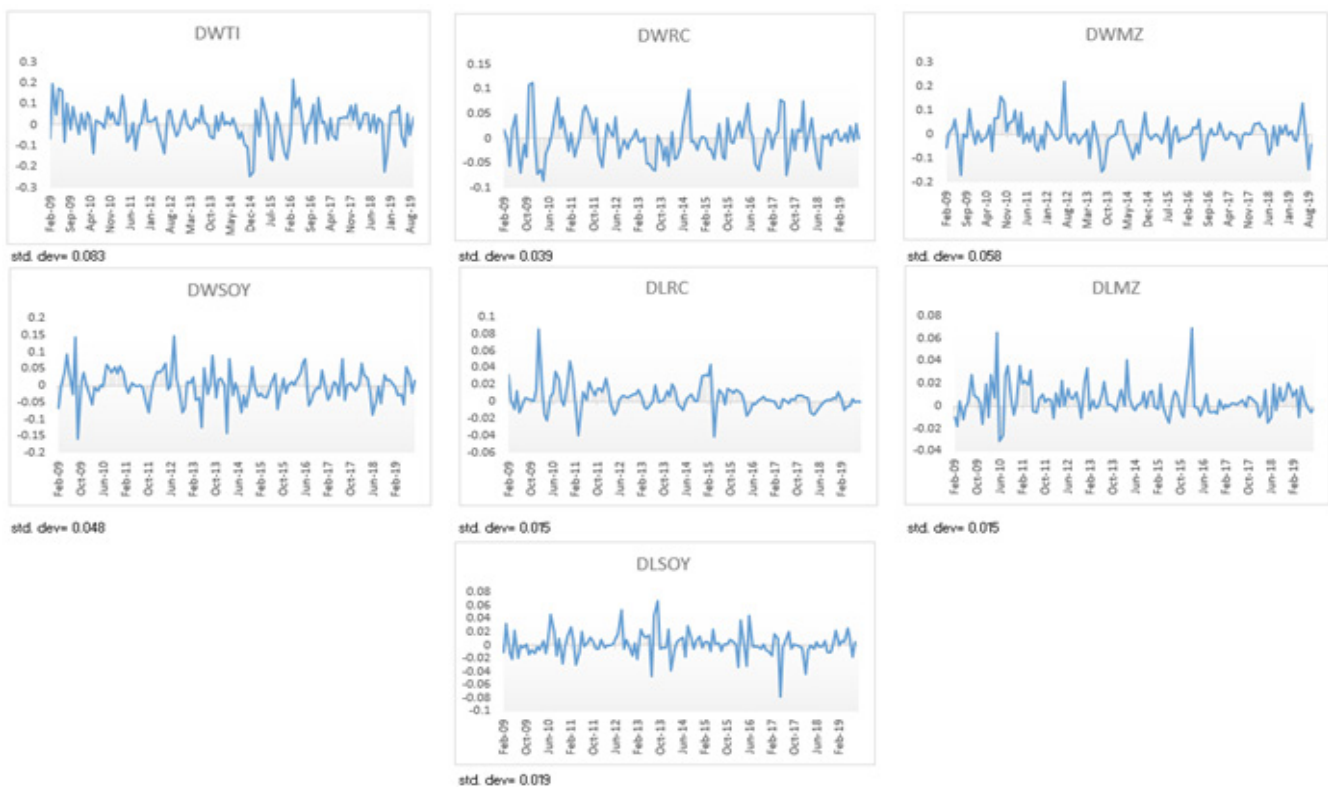 DWTI
0.3
0.2
0.1
0
-0.1
-0.2
-0.3
Feb-09 Sep-09 Apr-10 Nov-10 Jun-11 Jan-12 Aug-12 Mar-13 Oct-13 May-14 Dec-14 Jul-15 Feb-16 Sep-16 Apr-17 Nov-17 Jun-18 Jan-19 Aug-19
std. dev= 0.083
DWRC
0.15
0.1
0.05
0
-0.05
-0.1
Feb-09 Oct-09 Jun-10 Feb-11 Oct-11 Jun-12 Feb-13 Oct-13 Jun-14 Feb-15 Oct-15 Jun-16 Feb-17 Oct-17 Jun-18 Feb-19
std. dev= 0.039
DWMZ
0.3
0.2
0.1
0
-0.1
-0.2
Feb-09 Sep-09 Apr-10 Nov-10 Jun-11 Jan-12 Aug-12 Mar-13 Oct-13 May-14 Dec-14 Jul-15 Feb-16 Sep-16 Apr-17 Nov-17 Jun-18 Jan-19 Aug-19
std. dev= 0.058
DWSOY
0.2
0.15
0.1
0.05
0
-0.05
-0.1
-0.15
-0.2
Feb-09 Oct-09 Jun-10 Feb-11 Oct-11 Jun-12 Feb-13 Oct-13 Jun-14 Feb-15 Oct-15 Jun-16 Feb-17 Oct-17 Jun-18 Feb-19
std. dev= 0.048
DLRC
0.1
0.08
0.06
0.04
0.02
0
-0.02
-0.04
-0.06
Feb-09 Oct-09 Jun-10 Feb-11 Oct-11 Jun-12 Feb-13 Oct-13 Jun-14 Feb-15 Oct-15 Jun-16 Feb-17 Oct-17 Jun-18 Feb-19
std. dev= 0.015
DLMZ
0.08
0.06
0.04
0.02
0
-0.02
-0.04
Feb-09 Oct-09 Jun-10 Feb-11 Oct-11 Jun-12 Feb-13 Oct-13 Jun-14 Feb-15 Oct-15 Jun-16 Feb-17 Oct-17 Jun-18 Feb-19
std. dev= 0.015
DLSOY
0.08
0.06
0.04
0.02
0
-0.02
-0.04
-0.06
-0.08
-0.1
Feb-09 Oct-09 Jun-10 Feb-11 Oct-11 Jun-12 Feb-13 Oct-13 Jun-14 Feb-15 Oct-15 Jun-16 Feb-17 Oct-17 Jun-18 Feb-19
std. dev= 0.019